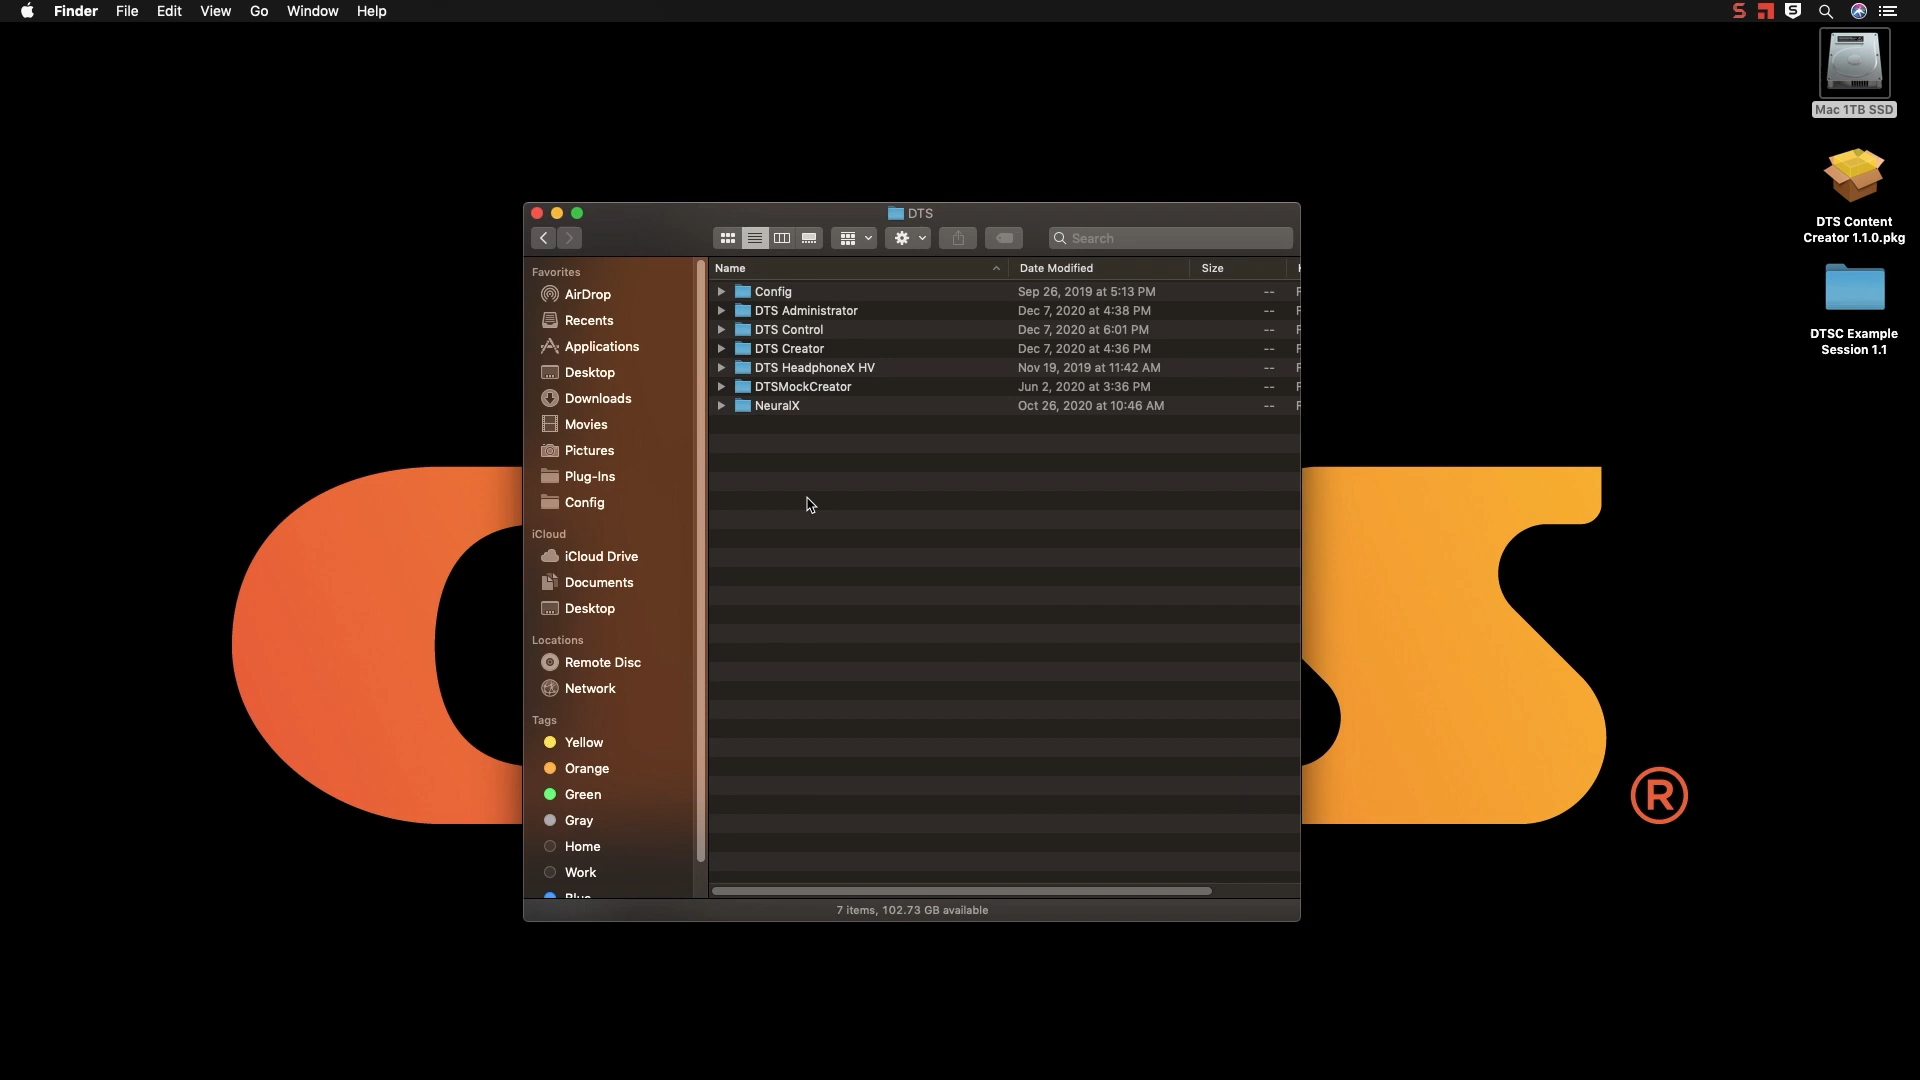 Finder File Edit View Go Window Help
Mac 1TB SSD
DTS Content
Creator 1.1.0.pkg
DTSC Example
Session 1.1
DTS
Search
Favorites
AirDrop
Recents
Applications
Desktop
Downloads
Movies
Pictures
Plug-Ins
Config
iCloud
iCloud Drive
Documents
Desktop
Locations
Remote Disc
Network
Tags
Yellow
Orange
Green
Gray
Home
Work
Blue
Name Date Modified Size
Config Sep 26, 2019 at 5:13 PM --
DTS Administrator Dec 7, 2020 at 4:38 PM --
DTS Control Dec 7, 2020 at 6:01 PM --
DTS Creator Dec 7, 2020 at 4:36 PM --
DTS HeadphoneX HV Nov 19, 2019 at 11:42 AM --
DTSMockCreator Jun 2, 2020 at 3:36 PM --
NeuralX Oct 26, 2020 at 10:46 AM --
7 items, 102.73 GB available
®